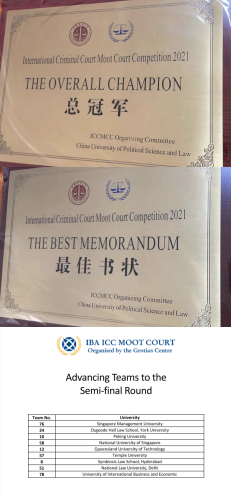 International Criminal Court Moot Court Competition 2021
THE OVERALL CHAMPION
总冠军
ICCMCC Organizing Committee
China University of Political Science and Law
International Criminal Court Moot Court Competition 2021
THE BEST MEMORANDUM
最佳书状
ICCMCC Organizing Committee
China University of Political Science and Law
IBA ICC MOOT COURT
Organised by the Grotius Centre
Advancing Teams to the
Semi-final Round
Team No. University
76 Singapore Management University
24 Osgoode Hall Law School, York University
18 Peking University
58 National University of Singapore
12 Queensland University of Technology
57 Temple University
8 Symbiosis Law School, Hyderabad
51 National Law University, Delhi
78 University of International Business and Economic